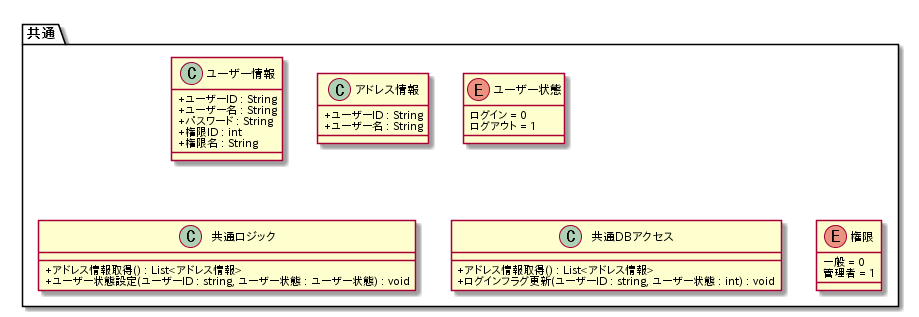 共通
C ユーザー情報
+ユーザーID : String
+ユーザー名 : String
+パスワード : String
+権限ID : int
+権限名 : String
C アドレス情報
+ユーザーID : String
+ユーザー名 : String
E ユーザー状態
ログイン = 0
ログアウト = 1
C 共通ロジック
+アドレス情報取得() : List<アドレス情報>
+ユーザー状態設定(ユーザーID : string, ユーザー状態 : ユーザー状態) : void
C 共通DBアクセス
+アドレス情報取得() : List<アドレス情報>
+ログインフラグ更新(ユーザーID : string, ユーザー状態 : int) : void
E 権限
一般 = 0
管理者 = 1